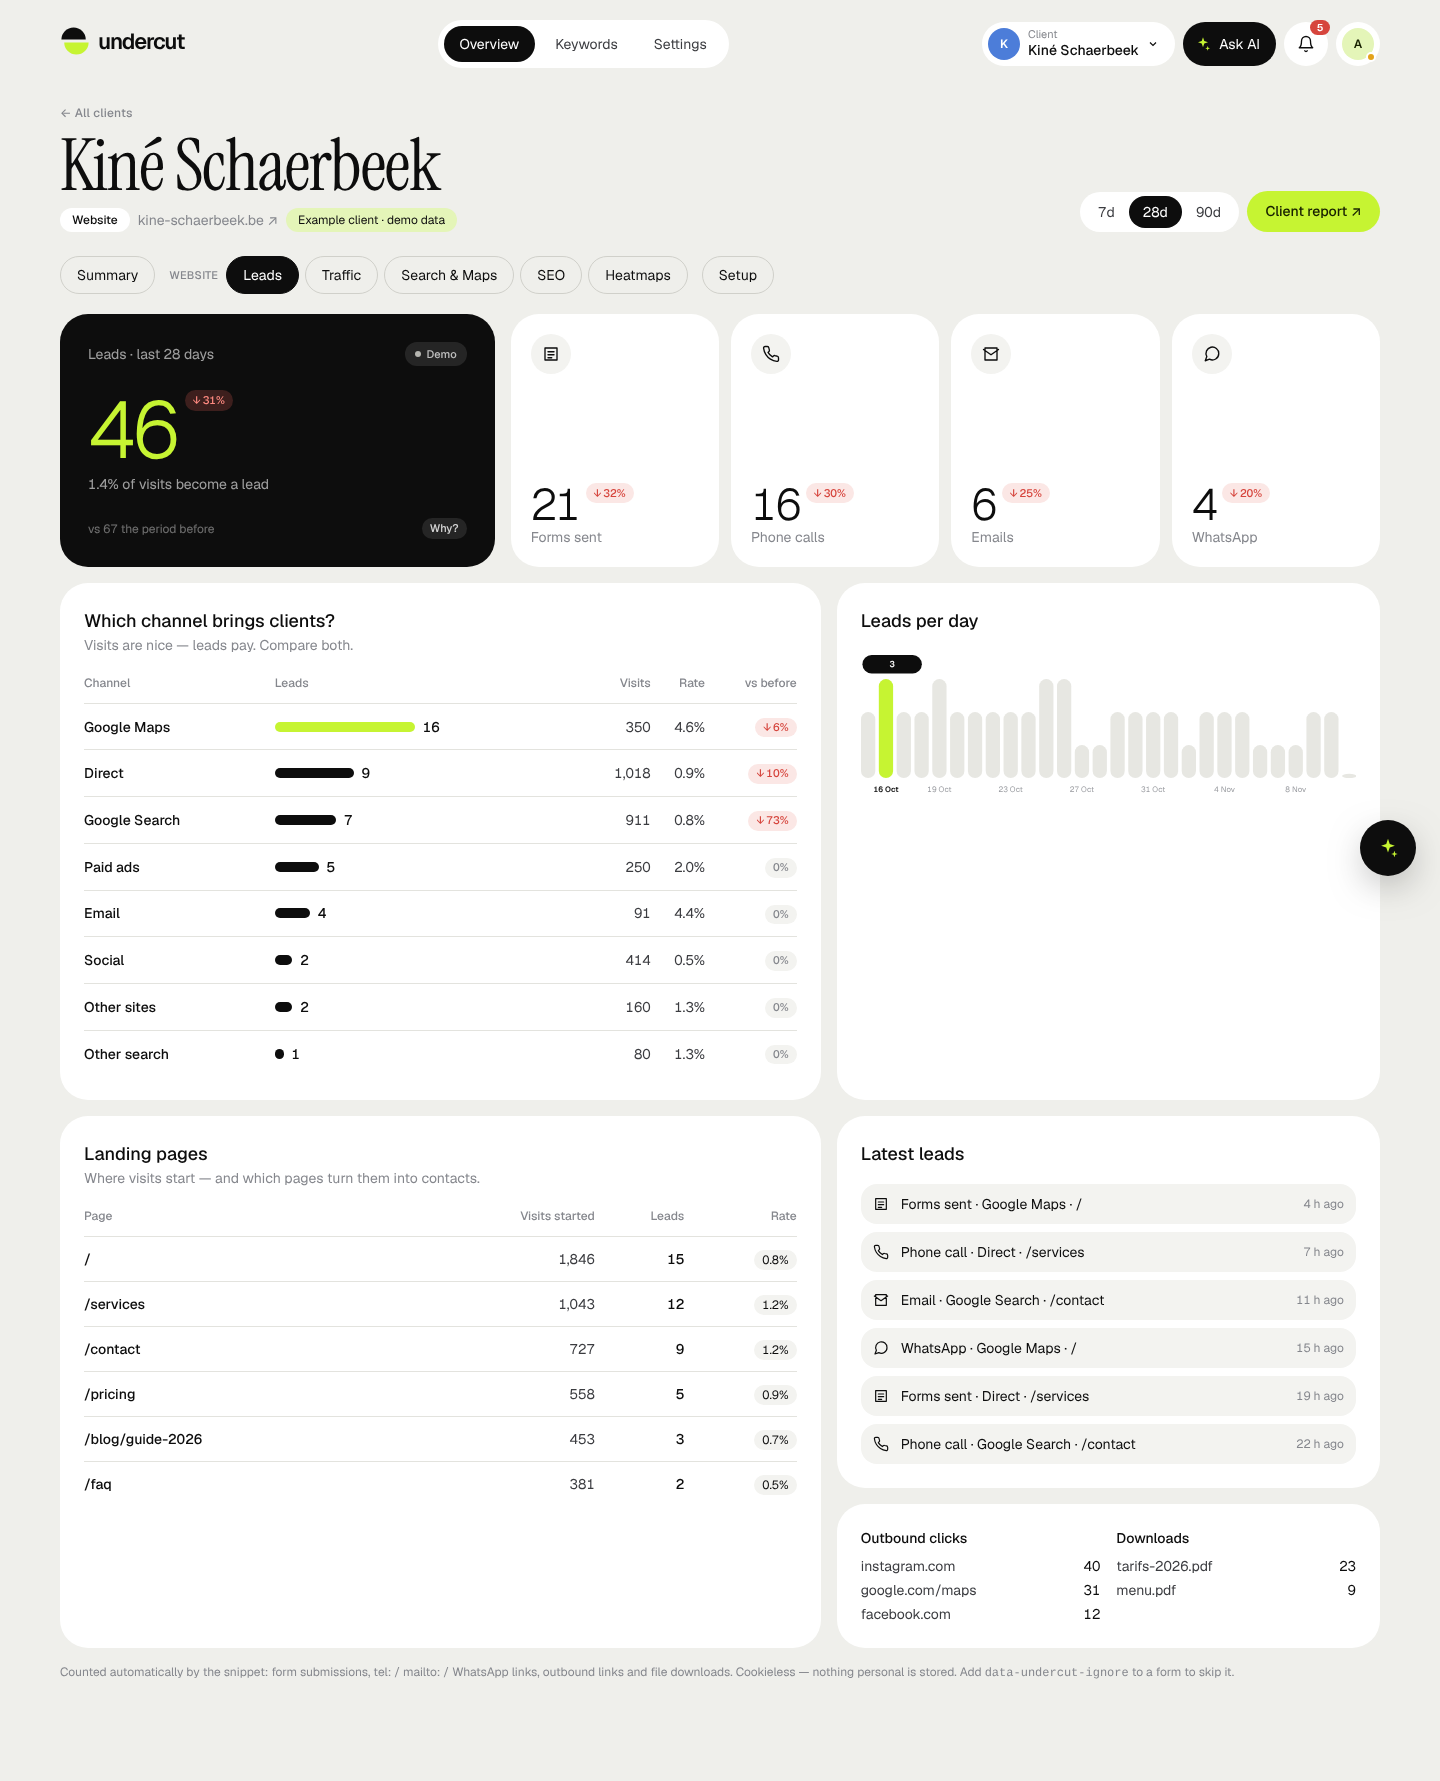 undercut
Overview
Keywords
Settings
K
Client
Kiné Schaerbeek
Ask AI
5
A
← All clients
Kiné Schaerbeek
Website
kine-schaerbeek.be ↗
Example client · demo data
7d
28d
90d
Client report ↗
Summary
WEBSITE
Leads
Traffic
Search & Maps
SEO
Heatmaps
Setup
Leads · last 28 days
Demo
46
↓ 31%
1.4% of visits become a lead
vs 67 the period before
Why?
21
↓ 32%
Forms sent
16
↓ 30%
Phone calls
6
↓ 25%
Emails
4
↓ 20%
WhatsApp
Which channel brings clients?
Visits are nice — leads pay. Compare both.
Channel Leads Visits Rate vs before
Google Maps 16 350 4.6% ↓ 6%
Direct 9 1,018 0.9% ↓ 10%
Google Search 7 911 0.8% ↓ 73%
Paid ads 5 250 2.0% 0%
Email 4 91 4.4% 0%
Social 2 414 0.5% 0%
Other sites 2 160 1.3% 0%
Other search 1 80 1.3% 0%
Leads per day
3
16 Oct 19 Oct 23 Oct 27 Oct 31 Oct 4 Nov 8 Nov
Landing pages
Where visits start — and which pages turn them into contacts.
Page Visits started Leads Rate
/ 1,846 15 0.8%
/services 1,043 12 1.2%
/contact 727 9 1.2%
/pricing 558 5 0.9%
/blog/guide-2026 453 3 0.7%
/faq 381 2 0.5%
Latest leads
Forms sent · Google Maps · / 4 h ago
Phone call · Direct · /services 7 h ago
Email · Google Search · /contact 11 h ago
WhatsApp · Google Maps · / 15 h ago
Forms sent · Direct · /services 19 h ago
Phone call · Google Search · /contact 22 h ago
Outbound clicks
instagram.com 40
google.com/maps 31
facebook.com 12
Downloads
tarifs-2026.pdf 23
menu.pdf 9
Counted automatically by the snippet: form submissions, tel: / mailto: / WhatsApp links, outbound links and file downloads. Cookieless — nothing personal is stored. Add data-undercut-ignore to a form to skip it.